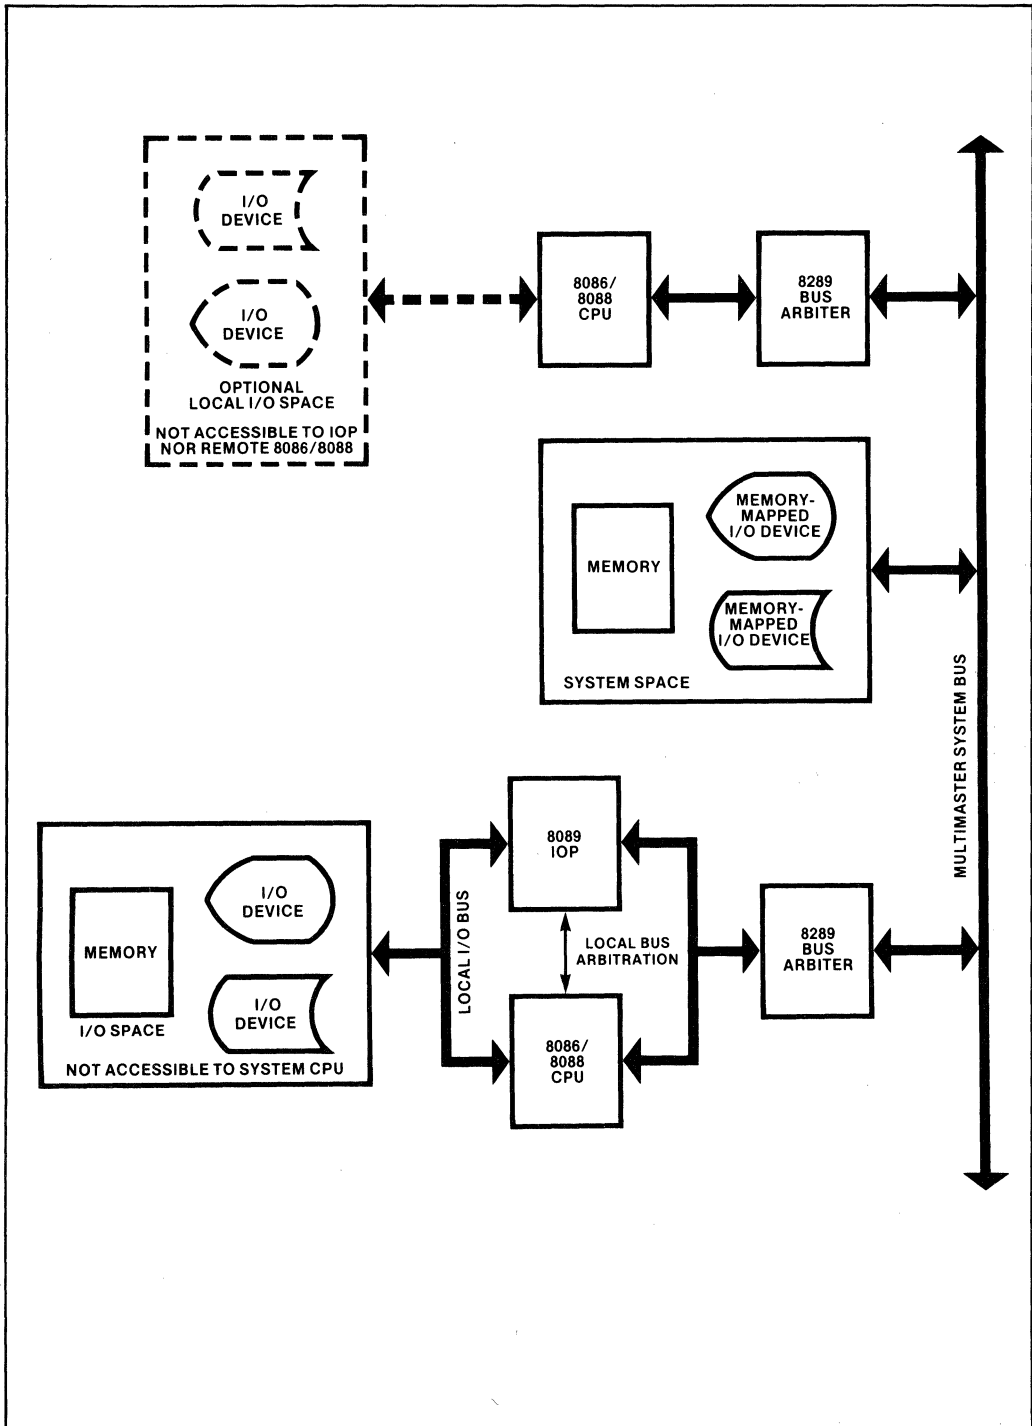 I/O
DEVICE
I/O
DEVICE
OPTIONAL
LOCAL I/O SPACE
NOT ACCESSIBLE TO IOP
NOR REMOTE 8086/8088
8086/
8088
CPU
8289
BUS
ARBITER
MEMORY
MEMORY-
MAPPED
I/O DEVICE
MEMORY-
MAPPED
I/O DEVICE
SYSTEM SPACE
MULTIMASTER SYSTEM BUS
MEMORY
I/O SPACE
I/O
DEVICE
I/O
DEVICE
NOT ACCESSIBLE TO SYSTEM CPU
LOCAL I/O BUS
8089
IOP
LOCAL BUS
ARBITRATION
8086/
8088
CPU
8289
BUS
ARBITER